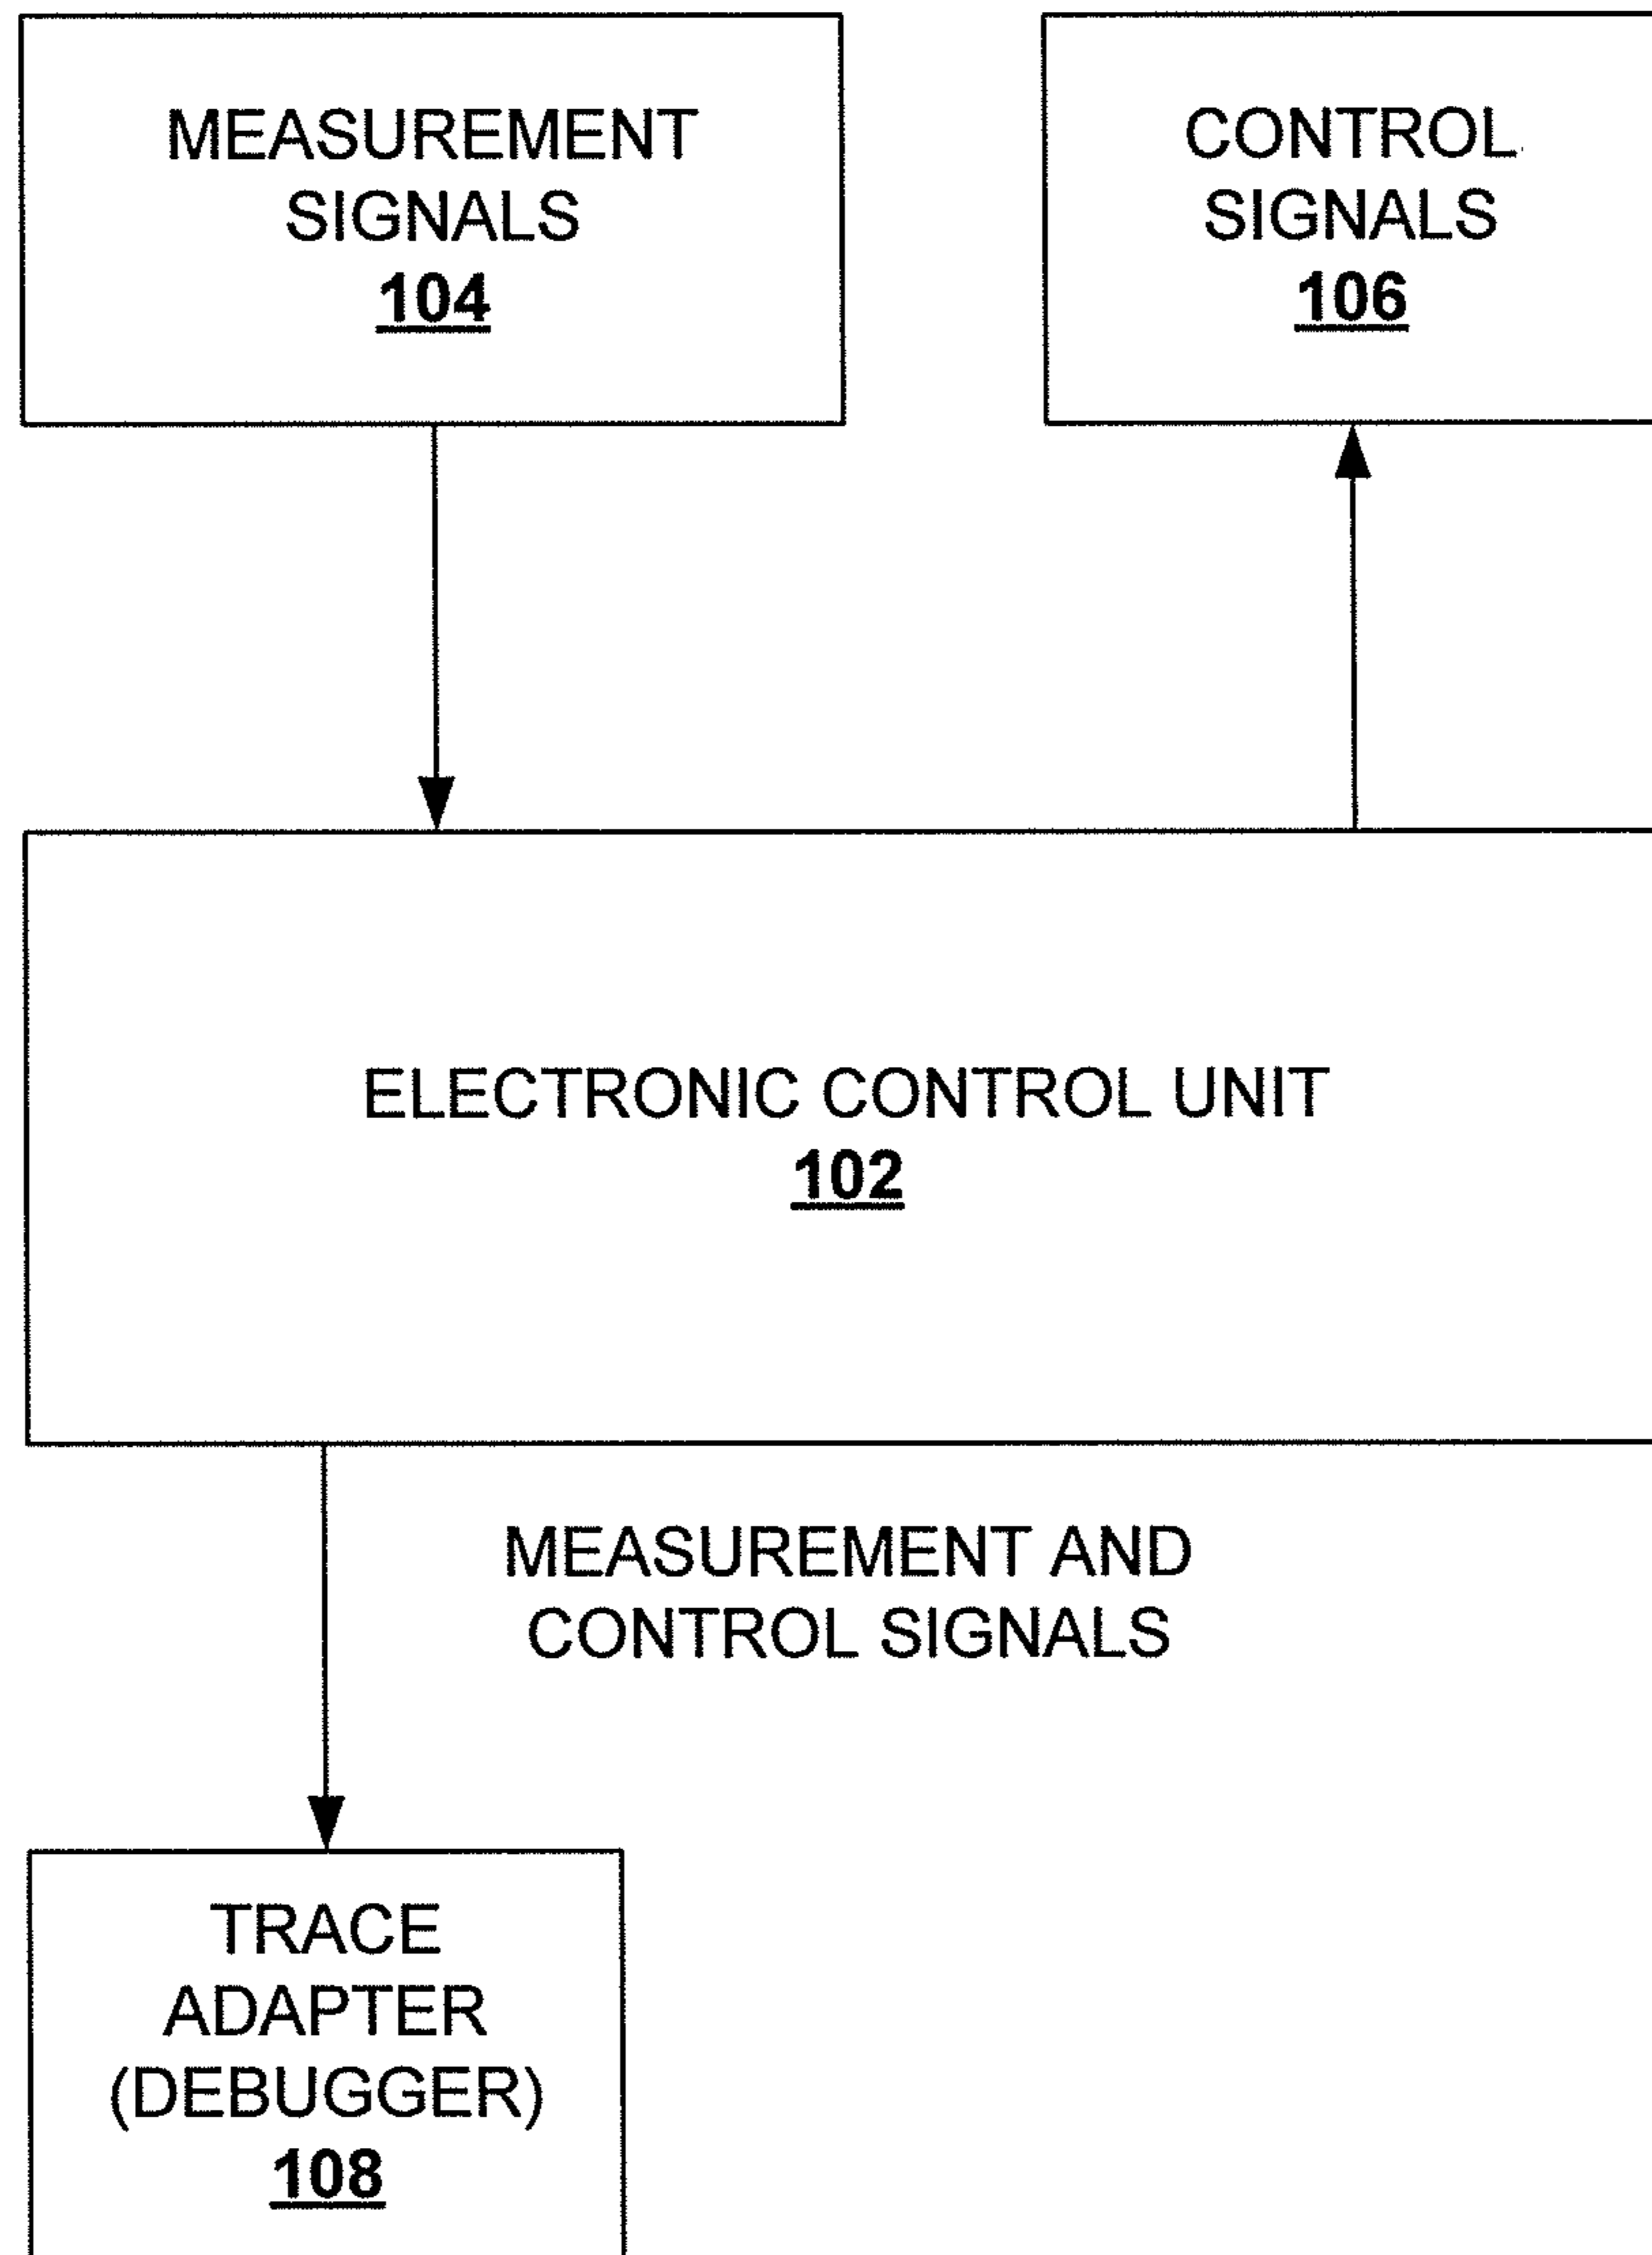 MEASUREMENT
SIGNALS
104
CONTROL
SIGNALS
106
ELECTRONIC CONTROL UNIT
102
MEASUREMENT AND
CONTROL SIGNALS
TRACE
ADAPTER
(DEBUGGER)
108